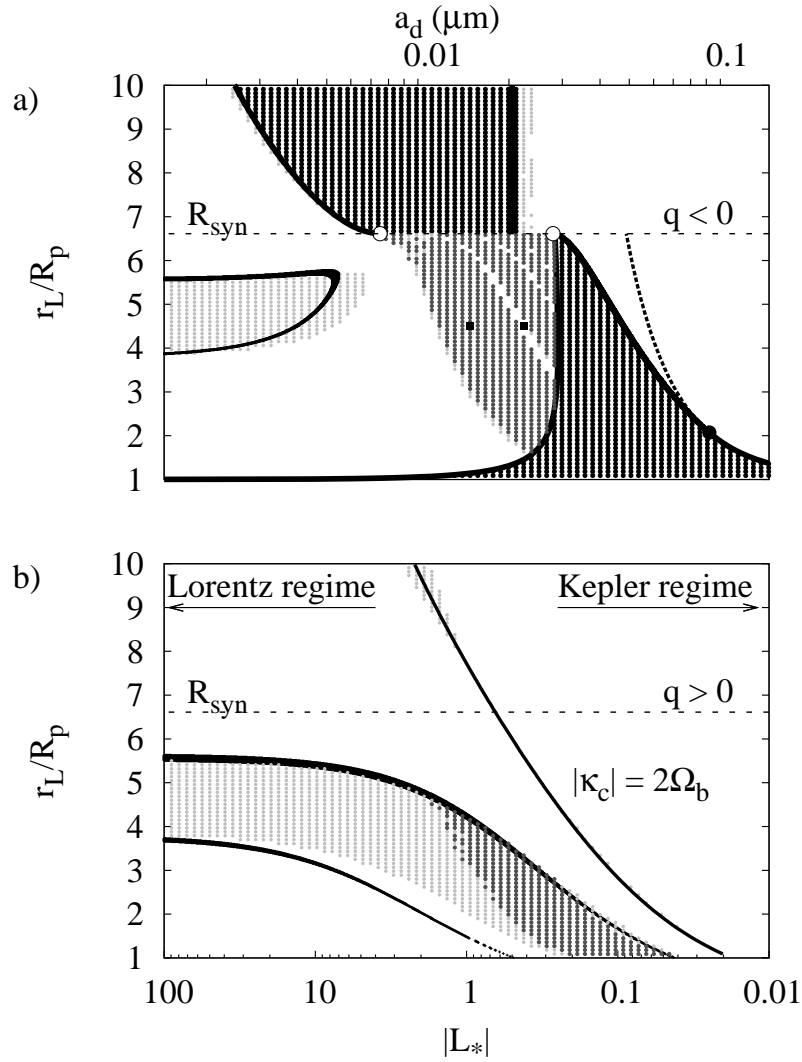 a_d (μm)
0.01 0.1
a)
10
9
8
7
6
5
4
3
2
1
r_L/R_p
R_syn
q < 0
b)
10
9
8
7
6
5
4
3
2
1
r_L/R_p
Lorentz regime
Kepler regime
R_syn
q > 0
|κ_c| = 2Ω_b
100 10 1 0.1 0.01
|L_*|